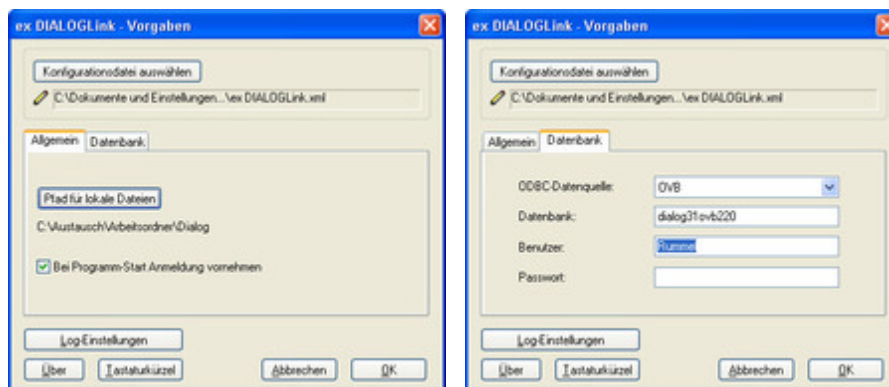 ex DIALOGLink - Vorgaben
Konfigurationsdatei auswählen
C:\Dokumente und Einstellungen...\ex DIALOGLink.xml
Allgemein Datenbank
Pfad für lokale Dateien
C:\Austausch\Arbeitsordner\Dialog
Bei Programm-Start Anmeldung vornehmen
Log-Einstellungen
Über Tastaturkürzel Abbrechen OK
ex DIALOGLink - Vorgaben
Konfigurationsdatei auswählen
C:\Dokumente und Einstellungen...\ex DIALOGLink.xml
Allgemein Datenbank
ODBC-Datenquelle: OVB
Datenbank: dialog31ovb220
Benutzer: Rummel
Passwort:
Log-Einstellungen
Über Tastaturkürzel Abbrechen OK